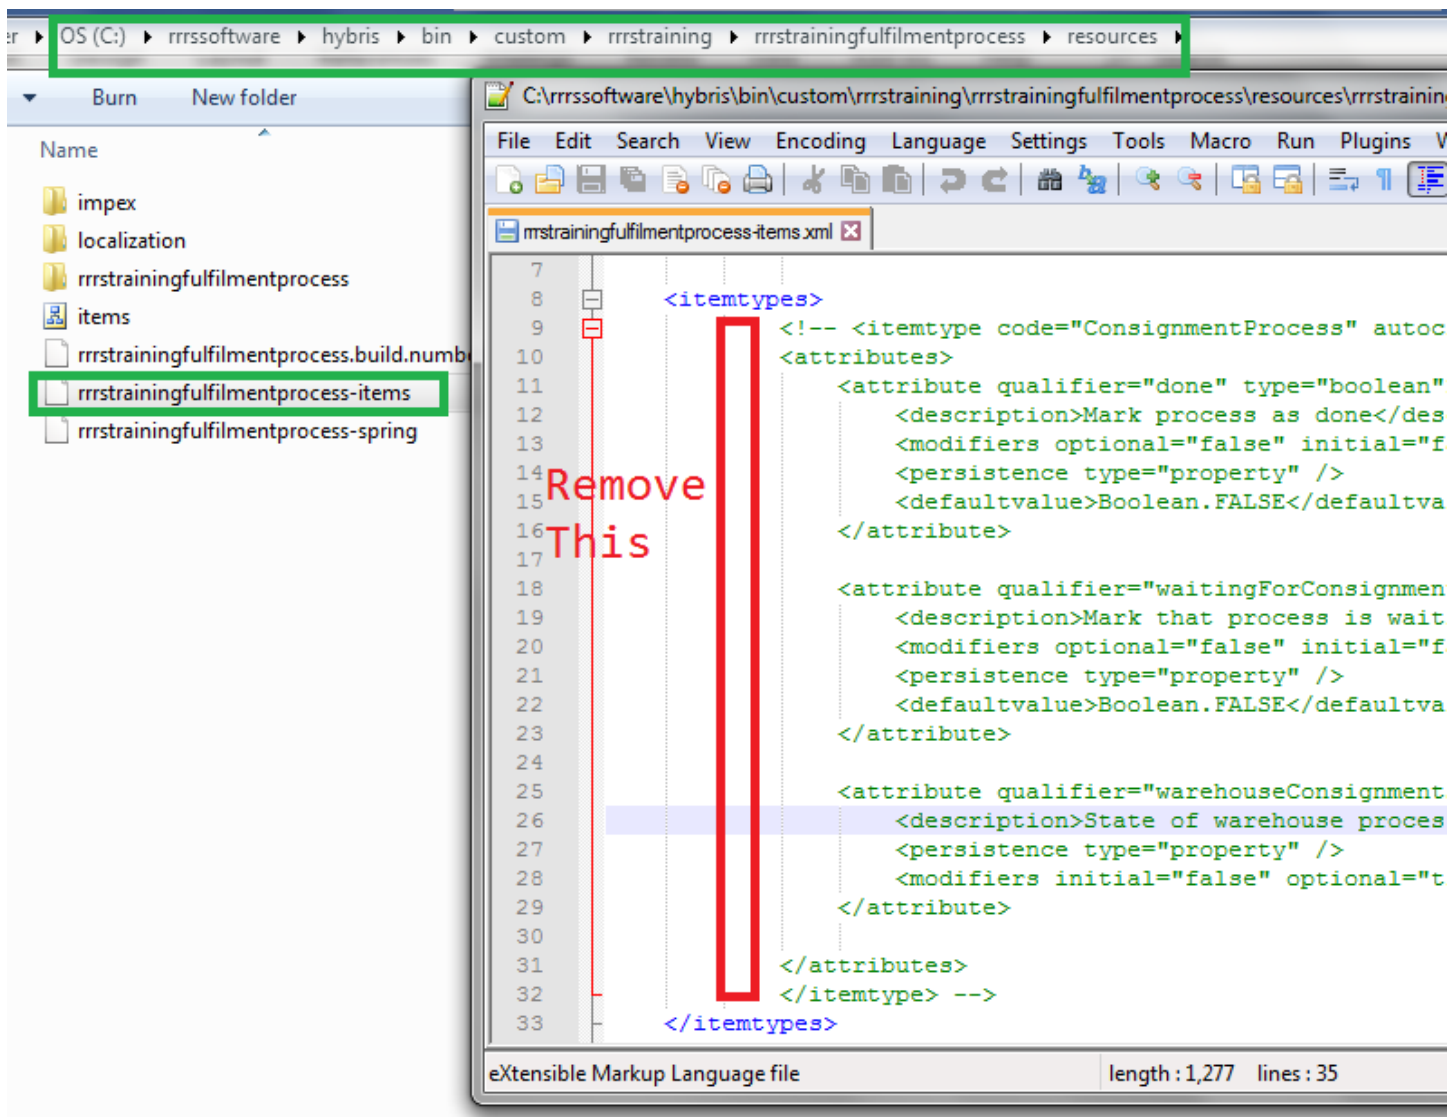 er ▸ OS (C:) ▸ rrrssoftware ▸ hybris ▸ bin ▸ custom ▸ rrrstraining ▸ rrrstrainingfulfilmentprocess ▸ resources ▸
Burn New folder
Name
impex
localization
rrrstrainingfulfilmentprocess
items
rrrstrainingfulfilmentprocess.build.numbe
rrrstrainingfulfilmentprocess-items
rrrstrainingfulfilmentprocess-spring
C:\rrrssoftware\hybris\bin\custom\rrrstraining\rrrstrainingfulfilmentprocess\resources\rrrstraining
File Edit Search View Encoding Language Settings Tools Macro Run Plugins W
rrrstrainingfulfilmentprocess-items.xml
7
8 <itemtypes>
9 <!-- <itemtype code="ConsignmentProcess" autoc
10 <attributes>
11 <attribute qualifier="done" type="boolean"
12 <description>Mark process as done</des
13 <modifiers optional="false" initial="f
14 <persistence type="property" />
15 <defaultvalue>Boolean.FALSE</defaultva
16 </attribute>
17
18 <attribute qualifier="waitingForConsignmen
19 <description>Mark that process is wait
20 <modifiers optional="false" initial="f
21 <persistence type="property" />
22 <defaultvalue>Boolean.FALSE</defaultva
23 </attribute>
24
25 <attribute qualifier="warehouseConsignment
26 <description>State of warehouse proces
27 <persistence type="property" />
28 <modifiers initial="false" optional="t
29 </attribute>
30
31 </attributes>
32 </itemtype> -->
33 </itemtypes>
Remove
This
eXtensible Markup Language file length : 1,277 lines : 35